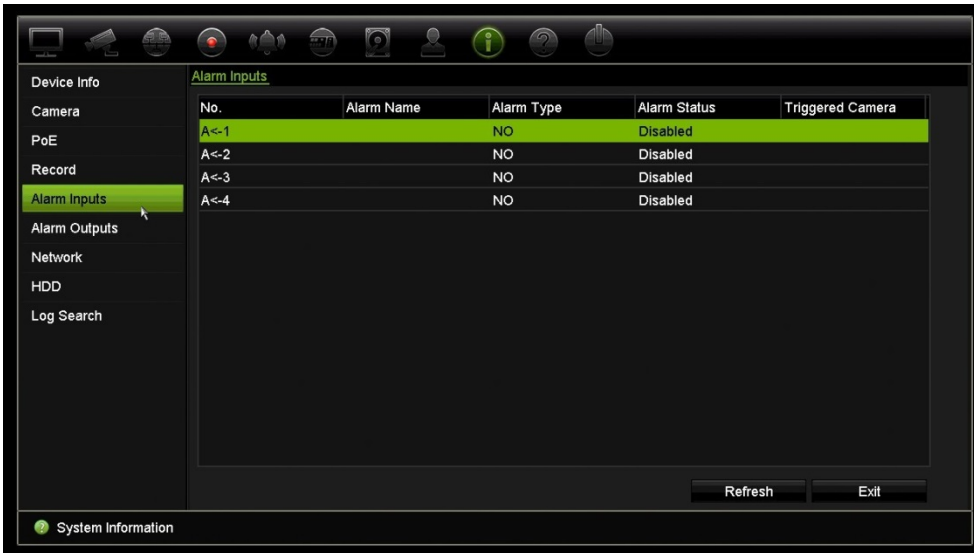 Device Info
Camera
PoE
Record
Alarm Inputs
Alarm Outputs
Network
HDD
Log Search
Alarm Inputs
No. Alarm Name Alarm Type Alarm Status Triggered Camera
A<-1 NO Disabled
A<-2 NO Disabled
A<-3 NO Disabled
A<-4 NO Disabled
Refresh Exit
System Information